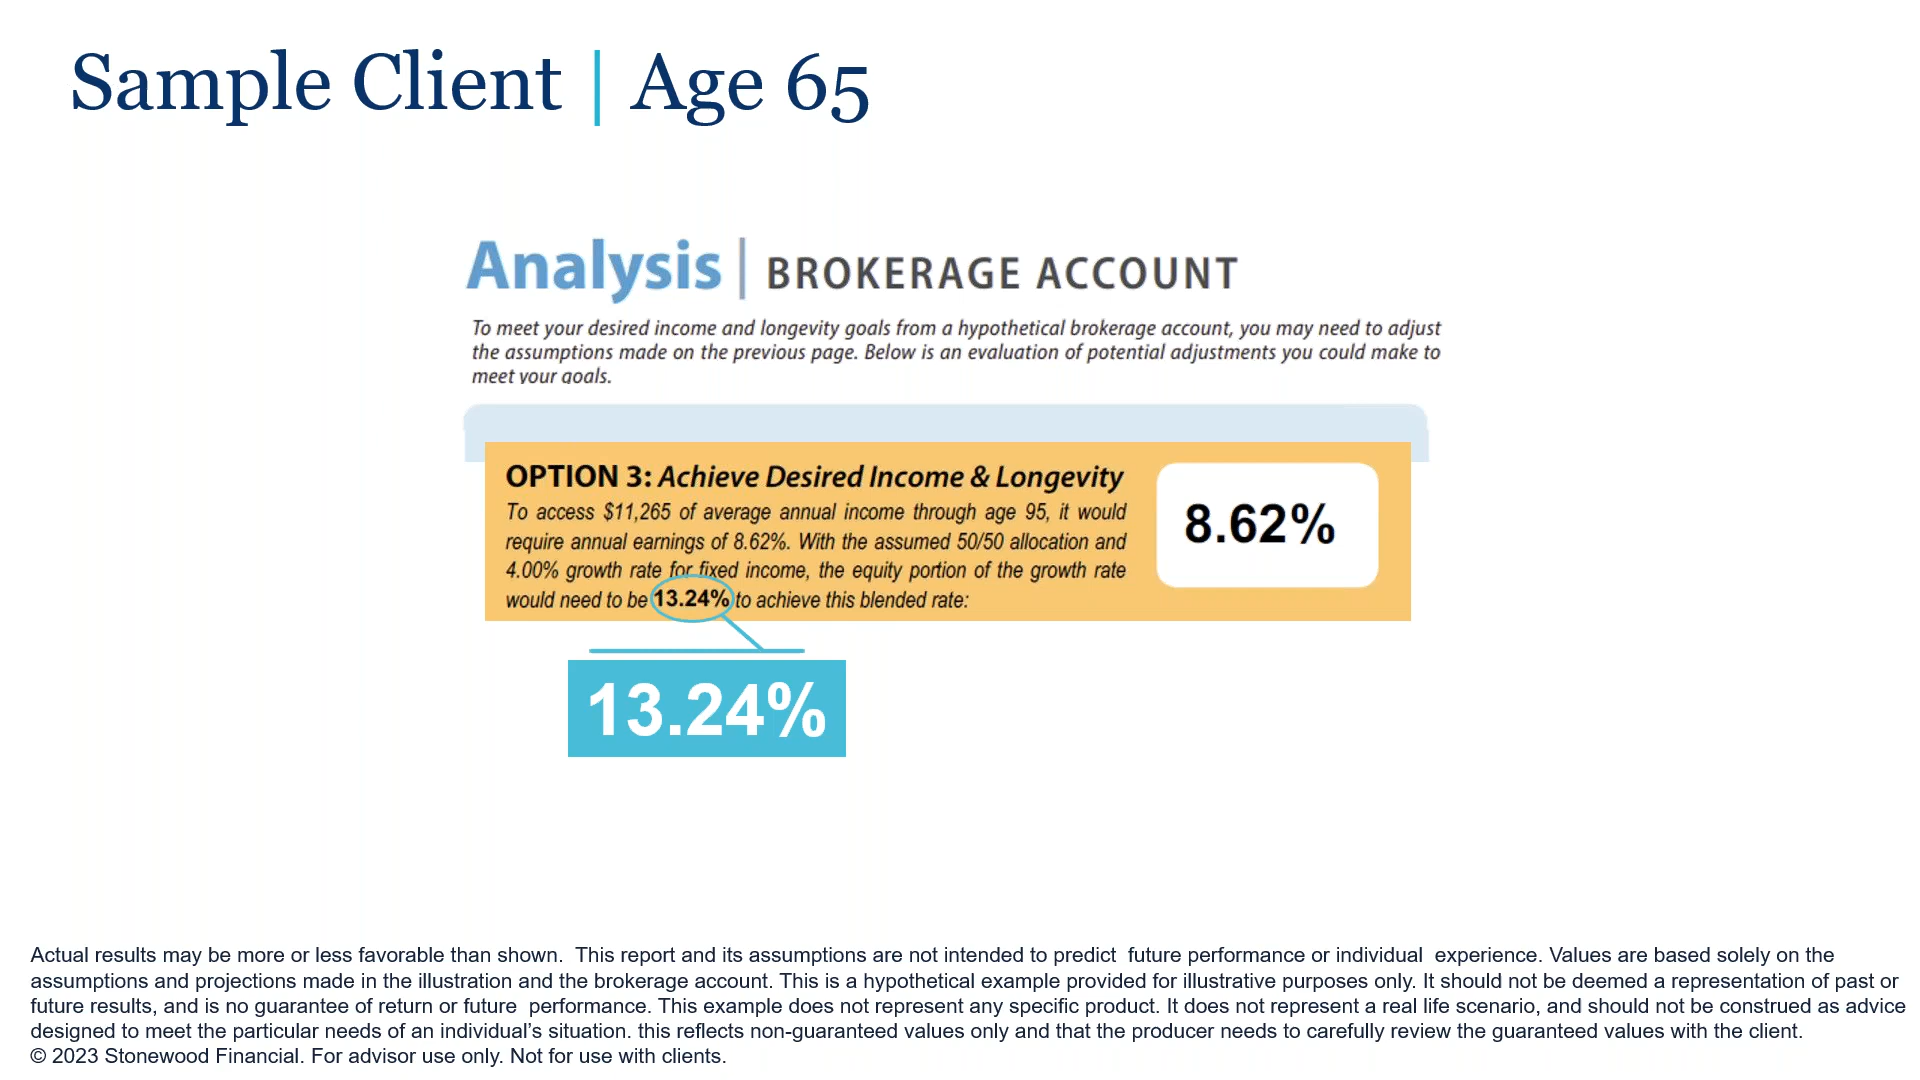 Sample Client | Age 65
Analysis | BROKERAGE ACCOUNT
To meet your desired income and longevity goals from a hypothetical brokerage account, you may need to adjust
the assumptions made on the previous page. Below is an evaluation of potential adjustments you could make to
meet your goals.
OPTION 3: Achieve Desired Income & Longevity
To access $11,265 of average annual income through age 95, it would
require annual earnings of 8.62%. With the assumed 50/50 allocation and
4.00% growth rate for fixed income, the equity portion of the growth rate
would need to be 13.24% to achieve this blended rate:
8.62%
13.24%
Actual results may be more or less favorable than shown. This report and its assumptions are not intended to predict future performance or individual experience. Values are based solely on the
assumptions and projections made in the illustration and the brokerage account. This is a hypothetical example provided for illustrative purposes only. It should not be deemed a representation of past or
future results, and is no guarantee of return or future performance. This example does not represent any specific product. It does not represent a real life scenario, and should not be construed as advice
designed to meet the particular needs of an individual’s situation. this reflects non-guaranteed values only and that the producer needs to carefully review the guaranteed values with the client.
© 2023 Stonewood Financial. For advisor use only. Not for use with clients.